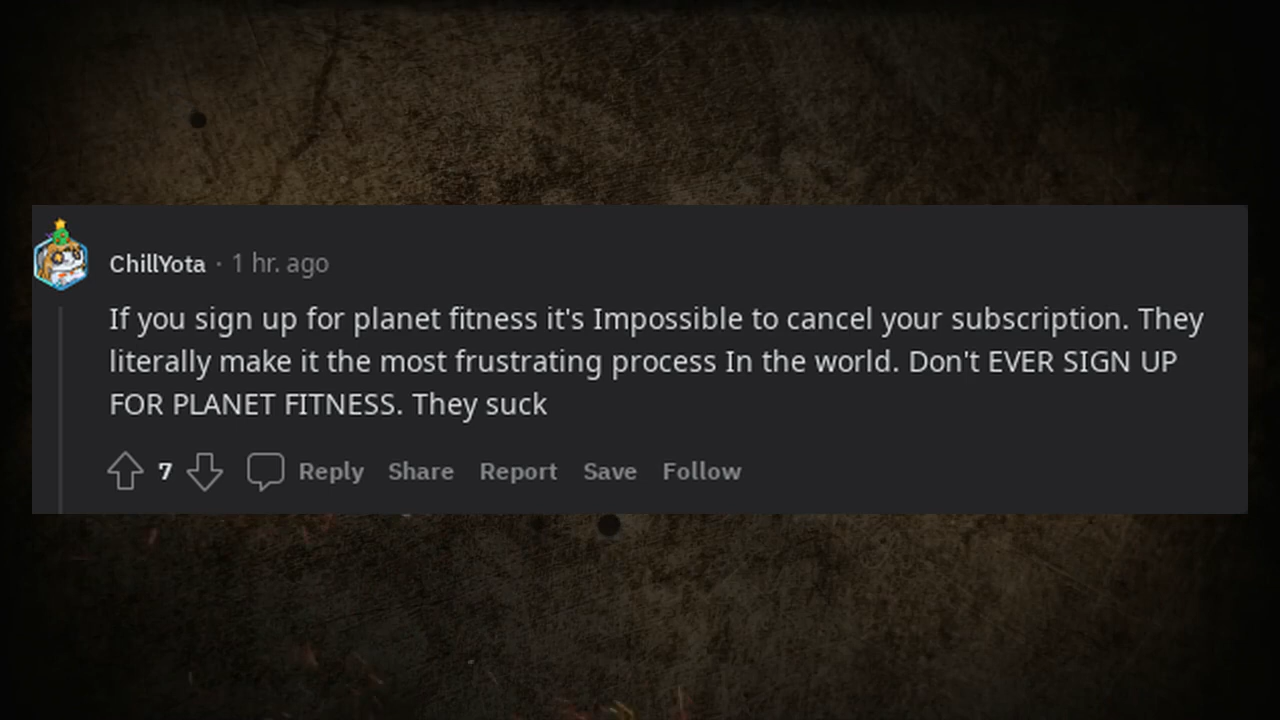 ChillYota · 1 hr. ago
If you sign up for planet fitness it's Impossible to cancel your subscription. They
literally make it the most frustrating process In the world. Don't EVER SIGN UP
FOR PLANET FITNESS. They suck
7 Reply Share Report Save Follow